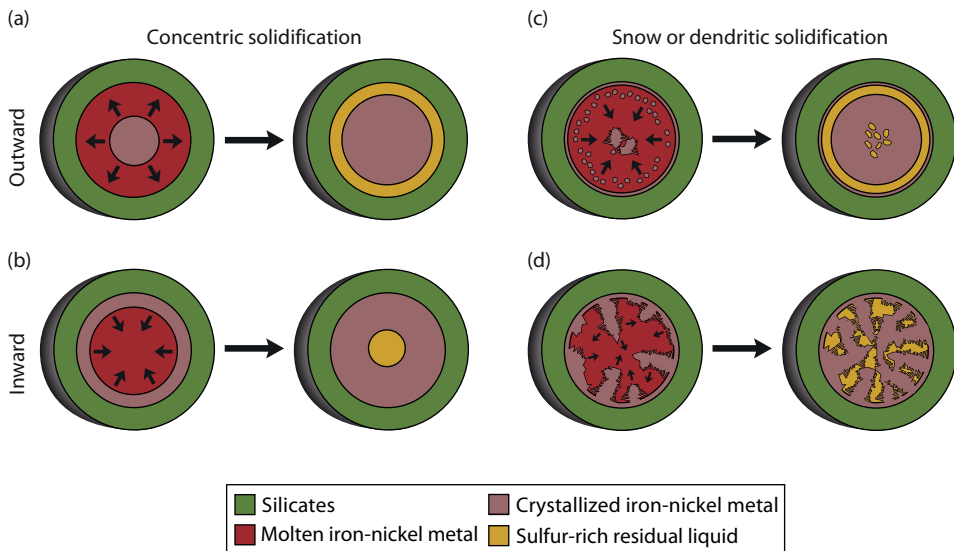 (a)
(c)
Concentric solidification
Snow or dendritic solidification
Outward
(b)
(d)
Inward
Silicates
Crystallized iron-nickel metal
Molten iron-nickel metal
Sulfur-rich residual liquid